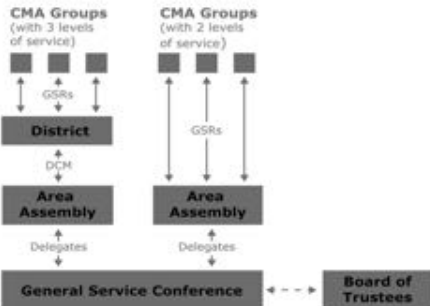 CMA Groups
(with 3 levels
of service)
CMA Groups
(with 2 levels
of service)
GSRs
District
GSRs
DCM
Area
Assembly
Area
Assembly
Delegates
Delegates
General Service Conference
Board of
Trustees